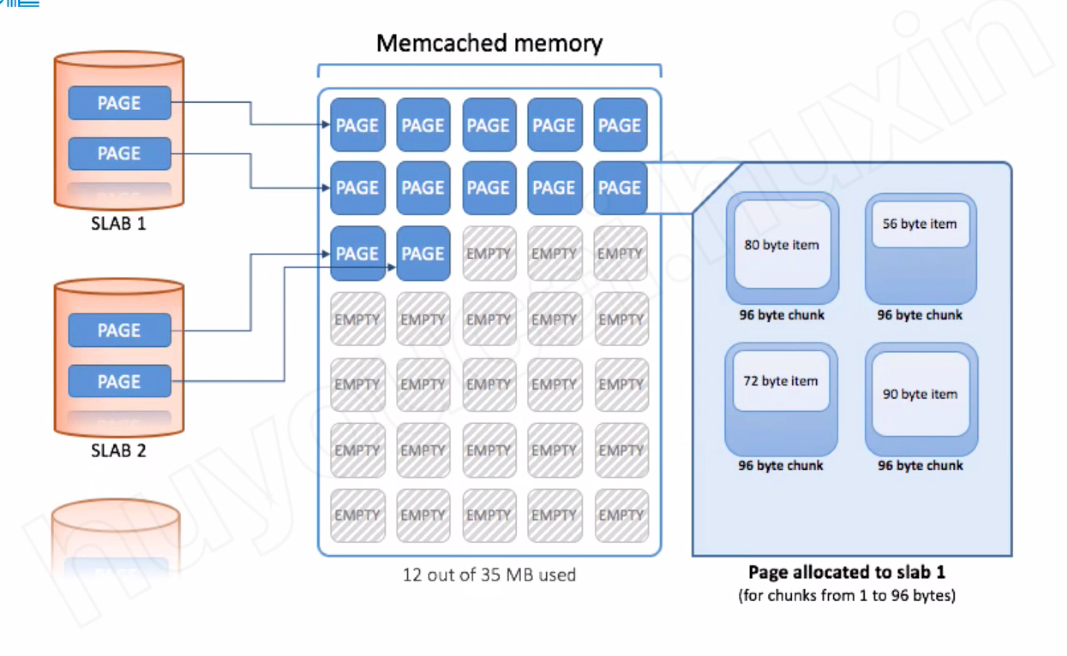 Memcached memory
PAGE
PAGE
SLAB 1
PAGE
PAGE
SLAB 2
PAGE PAGE PAGE PAGE PAGE
PAGE PAGE PAGE PAGE PAGE
PAGE PAGE EMPTY EMPTY EMPTY
EMPTY EMPTY EMPTY EMPTY EMPTY
EMPTY EMPTY EMPTY EMPTY EMPTY
EMPTY EMPTY EMPTY EMPTY EMPTY
EMPTY EMPTY EMPTY EMPTY EMPTY
12 out of 35 MB used
80 byte item
96 byte chunk
56 byte item
96 byte chunk
72 byte item
96 byte chunk
90 byte item
96 byte chunk
Page allocated to slab 1
(for chunks from 1 to 96 bytes)